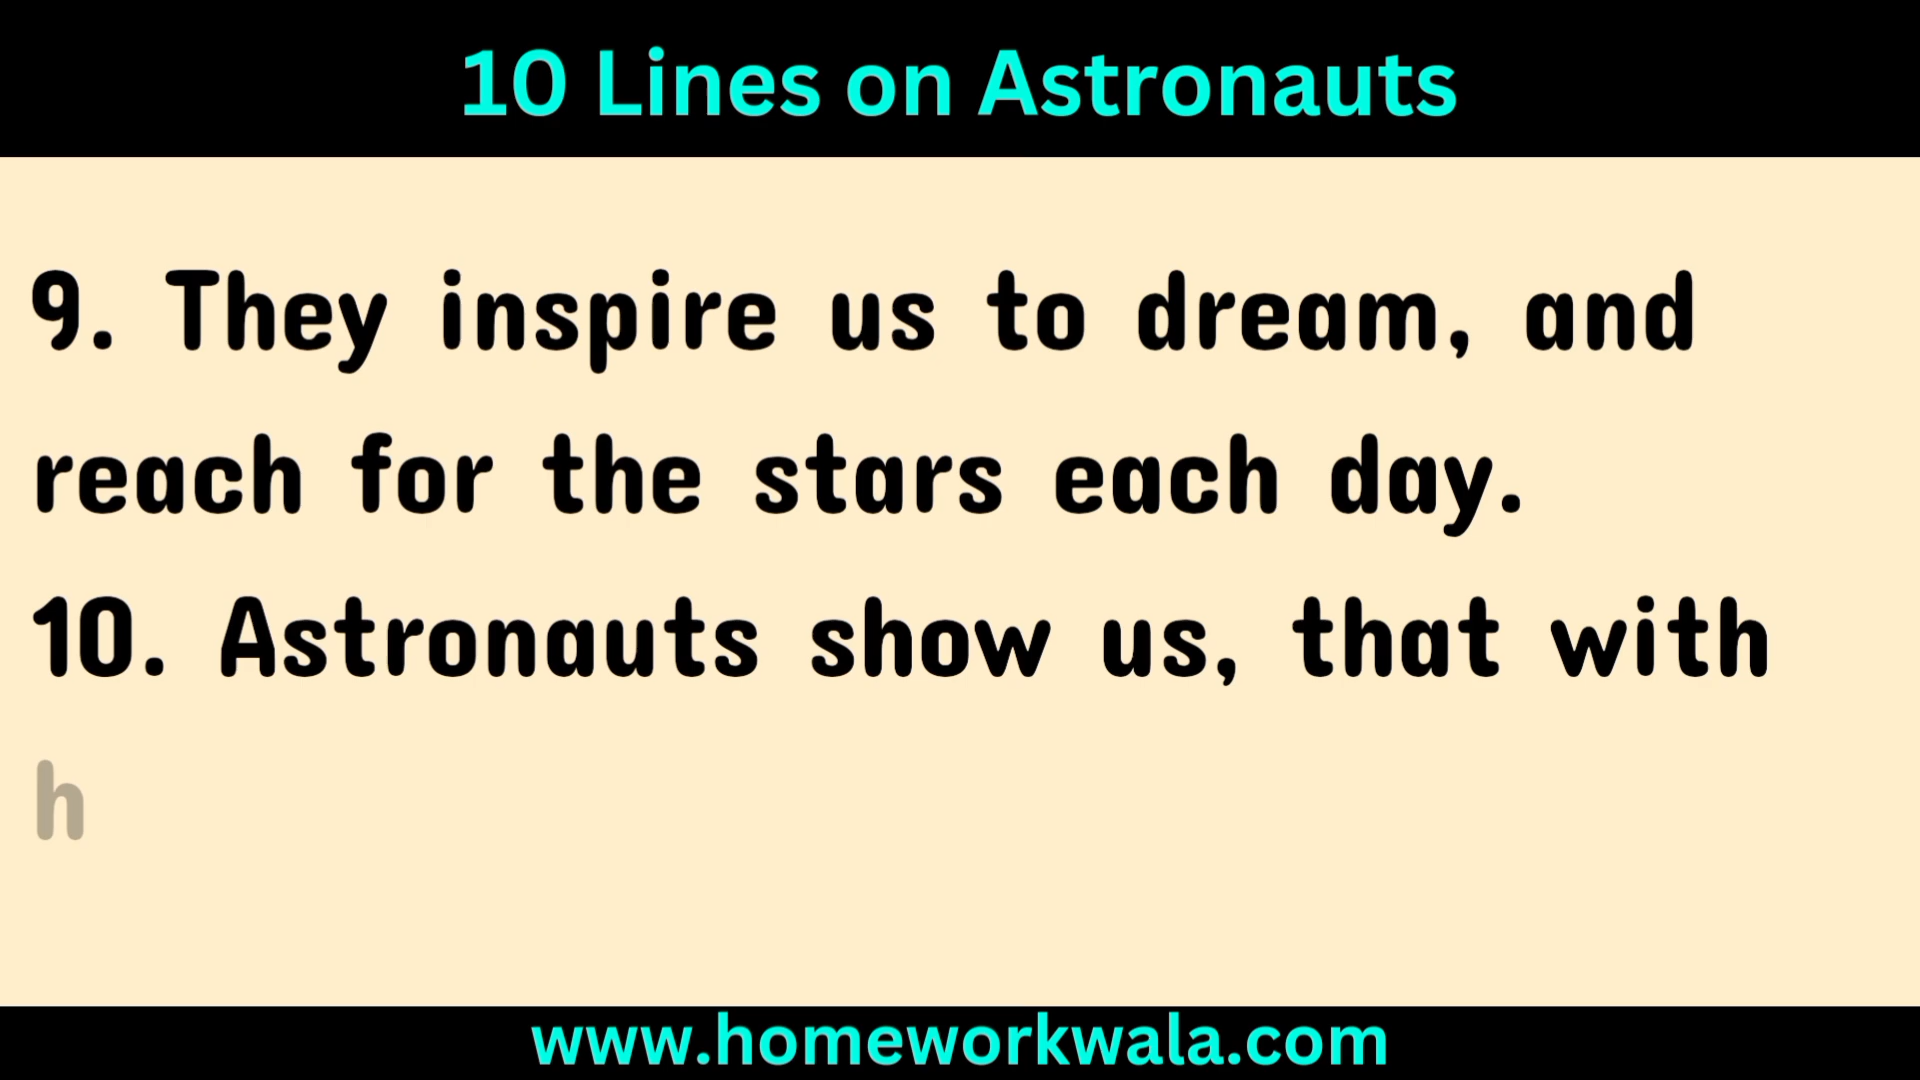 10 Lines on Astronauts
9. They inspire us to dream, and
reach for the stars each day.
10. Astronauts show us, that with
h
www.homeworkwala.com